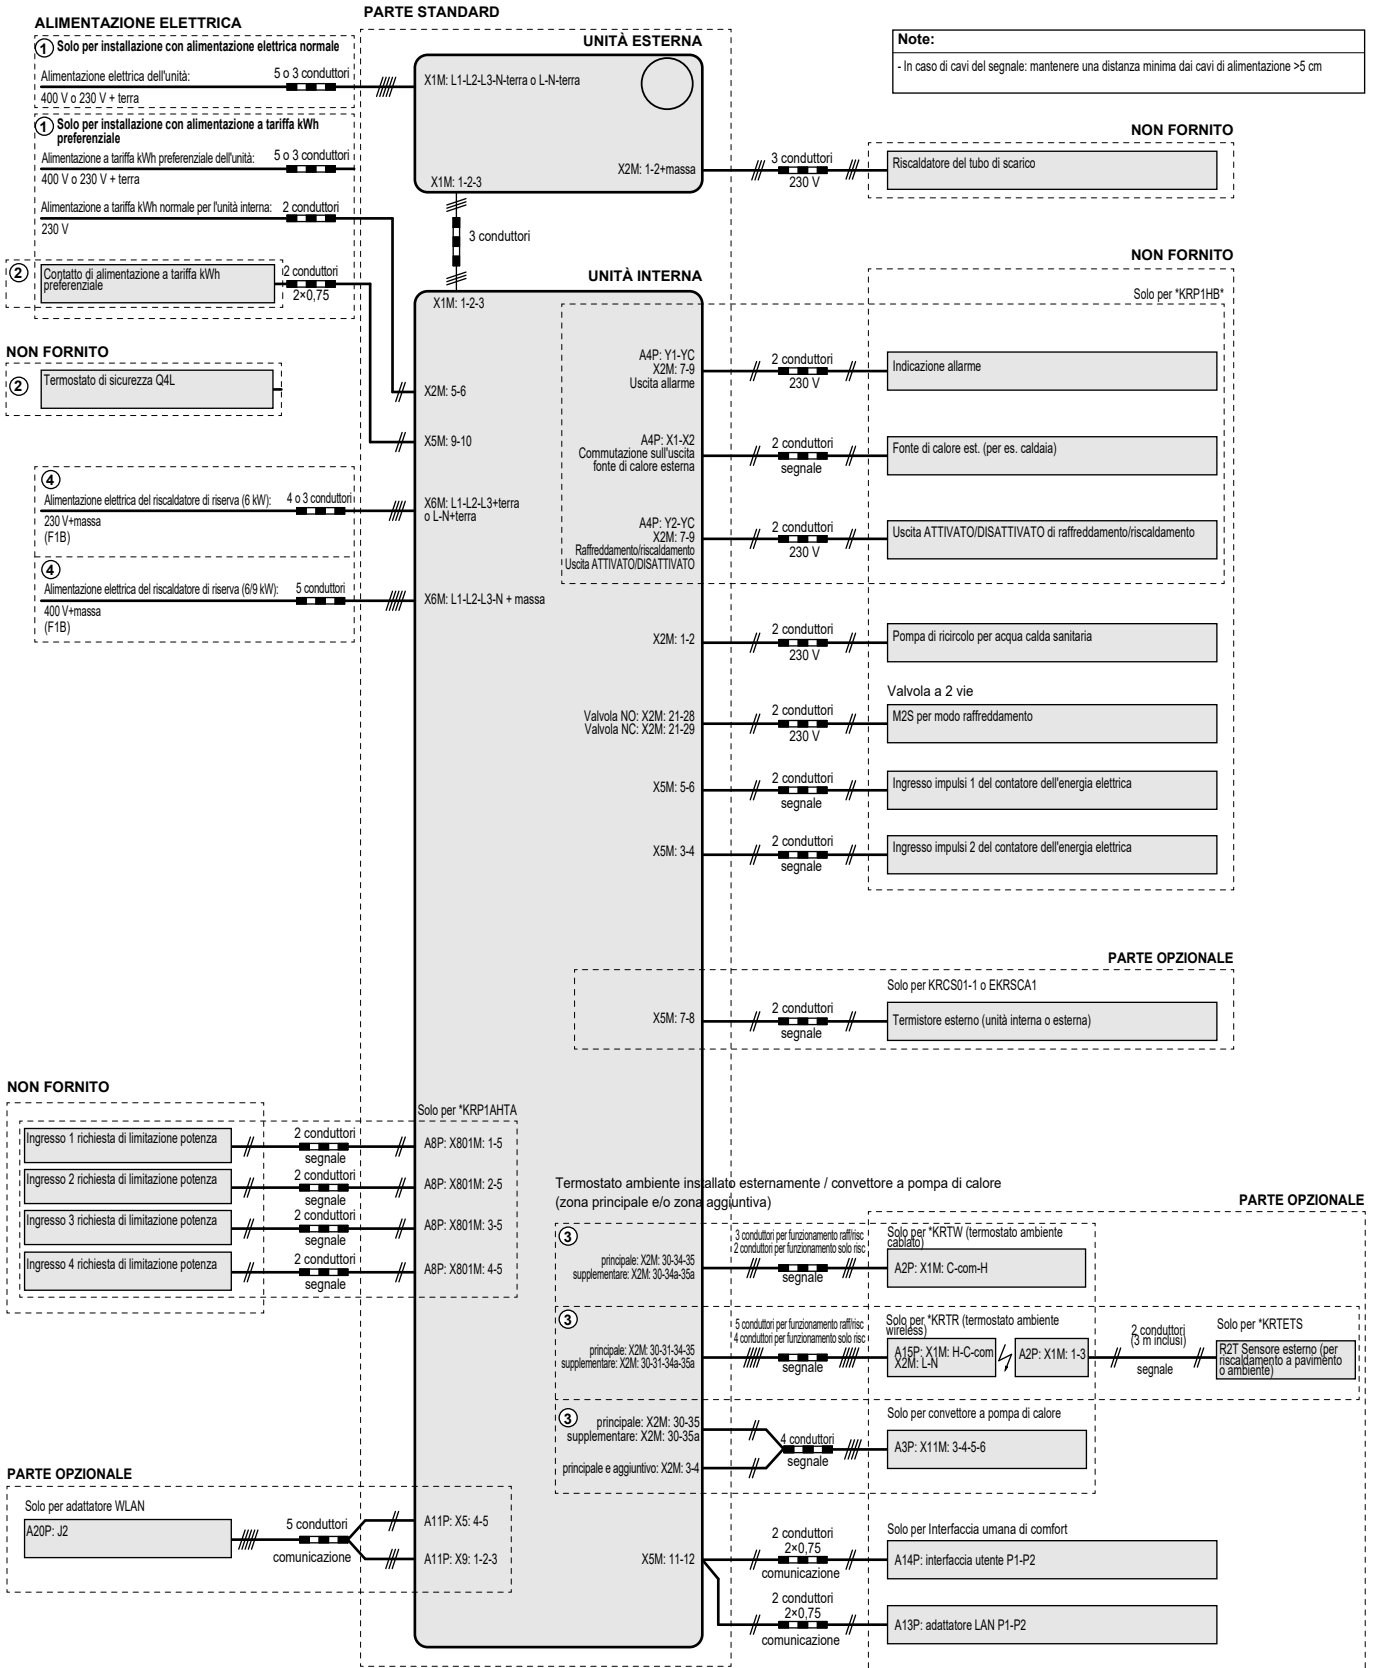 PARTE STANDARD
ALIMENTAZIONE ELETTRICA
1 Solo per installazione con alimentazione elettrica normale
Alimentazione elettrica dell'unità:
5 o 3 conduttori
400 V o 230 V + terra
1 Solo per installazione con alimentazione a tariffa kWh
preferenziale
Alimentazione a tariffa kWh preferenziale dell'unità:
5 o 3 conduttori
400 V o 230 V + terra
Alimentazione a tariffa kWh normale per l'unità interna:
2 conduttori
230 V
2
Contatto di alimentazione a tariffa kWh
preferenziale
2 conduttori
2×0,75
NON FORNITO
2
Termostato di sicurezza Q4L
4
Alimentazione elettrica del riscaldatore di riserva (6 kW):
4 o 3 conduttori
230 V+massa
(F1B)
4
Alimentazione elettrica del riscaldatore di riserva (6/9 kW):
5 conduttori
400 V+massa
(F1B)
UNITÀ ESTERNA
X1M: L1-L2-L3-N-terra o L-N-terra
X2M: 1-2+massa
X1M: 1-2-3
3 conduttori
Note:
- In caso di cavi del segnale: mantenere una distanza minima dai cavi di alimentazione >5 cm
NON FORNITO
3 conduttori
230 V
Riscaldatore del tubo di scarico
UNITÀ INTERNA
X1M: 1-2-3
X2M: 5-6
X5M: 9-10
X6M: L1-L2-L3+terra
o L-N+terra
X6M: L1-L2-L3-N + massa
NON FORNITO
Solo per *KRP1HB*
A4P: Y1-YC
X2M: 7-9
Uscita allarme
2 conduttori
230 V
Indicazione allarme
A4P: X1-X2
Commutazione sull'uscita
fonte di calore esterna
2 conduttori
segnale
Fonte di calore est. (per es. caldaia)
A4P: Y2-YC
X2M: 7-9
Raffreddamento/riscaldamento
Uscita ATTIVATO/DISATTIVATO
2 conduttori
230 V
Uscita ATTIVATO/DISATTIVATO di raffreddamento/riscaldamento
X2M: 1-2
2 conduttori
230 V
Pompa di ricircolo per acqua calda sanitaria
Valvola a 2 vie
Valvola NO: X2M: 21-28
Valvola NC: X2M: 21-29
2 conduttori
230 V
M2S per modo raffreddamento
X5M: 5-6
2 conduttori
segnale
Ingresso impulsi 1 del contatore dell'energia elettrica
X5M: 3-4
2 conduttori
segnale
Ingresso impulsi 2 del contatore dell'energia elettrica
PARTE OPZIONALE
Solo per KRCS01-1 o EKRSCA1
X5M: 7-8
2 conduttori
segnale
Termistore esterno (unità interna o esterna)
NON FORNITO
Solo per *KRP1AHTA
Ingresso 1 richiesta di limitazione potenza
2 conduttori
segnale
A8P: X801M: 1-5
Ingresso 2 richiesta di limitazione potenza
2 conduttori
segnale
A8P: X801M: 2-5
Ingresso 3 richiesta di limitazione potenza
2 conduttori
segnale
A8P: X801M: 3-5
Ingresso 4 richiesta di limitazione potenza
2 conduttori
segnale
A8P: X801M: 4-5
Termostato ambiente installato esternamente / convettore a pompa di calore
(zona principale e/o zona aggiuntiva)
PARTE OPZIONALE
3
principale: X2M: 30-34-35
supplementare: X2M: 30-34a-35a
3 conduttori per funzionamento raff/risc
2 conduttori per funzionamento solo risc
segnale
Solo per *KRTW (termostato ambiente
cablato)
A2P: X1M: C-com-H
3
principale: X2M: 30-31-34-35
supplementare: X2M: 30-31-34a-35a
5 conduttori per funzionamento raff/risc
4 conduttori per funzionamento solo risc
segnale
Solo per *KRTR (termostato ambiente
wireless)
A15P: X1M: H-C-com
X2M: L-N
A2P: X1M: 1-3
2 conduttori
(3 m inclusi)
segnale
Solo per *KRTETS
R2T Sensore esterno (per
riscaldamento a pavimento
o ambiente)
3
principale: X2M: 30-35
supplementare: X2M: 30-35a
principale e aggiuntivo: X2M: 3-4
4 conduttori
segnale
Solo per convettore a pompa di calore
A3P: X11M: 3-4-5-6
PARTE OPZIONALE
Solo per adattatore WLAN
A20P: J2
5 conduttori
comunicazione
A11P: X5: 4-5
A11P: X9: 1-2-3
X5M: 11-12
2 conduttori
2×0,75
comunicazione
Solo per Interfaccia umana di comfort
A14P: interfaccia utente P1-P2
2 conduttori
2×0,75
comunicazione
A13P: adattatore LAN P1-P2